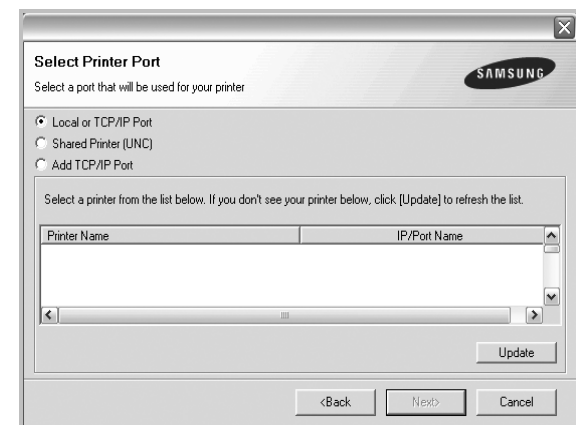 Select Printer Port
Select a port that will be used for your printer
SAMSUNG
Local or TCP/IP Port
Shared Printer (UNC)
Add TCP/IP Port
Select a printer from the list below. If you don't see your printer below, click [Update] to refresh the list.
Printer Name IP/Port Name
Update
<Back Next> Cancel